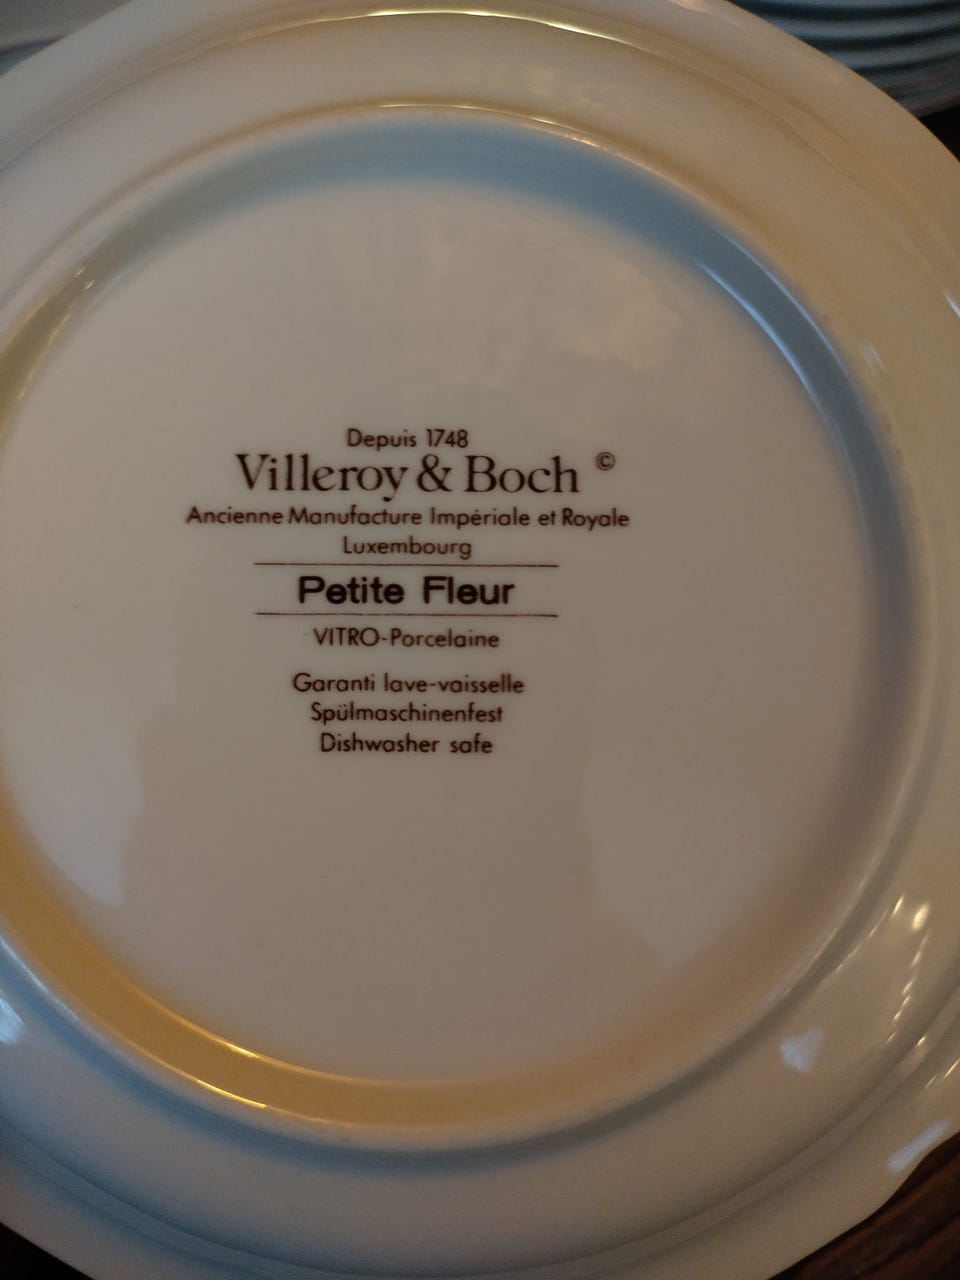 Depuis 1748
Villeroy & Boch ©
Ancienne Manufacture Impériale et Royale
Luxembourg
Petite Fleur
VITRO-Porcelaine
Garanti lave-vaisselle
Spülmaschinenfest
Dishwasher safe